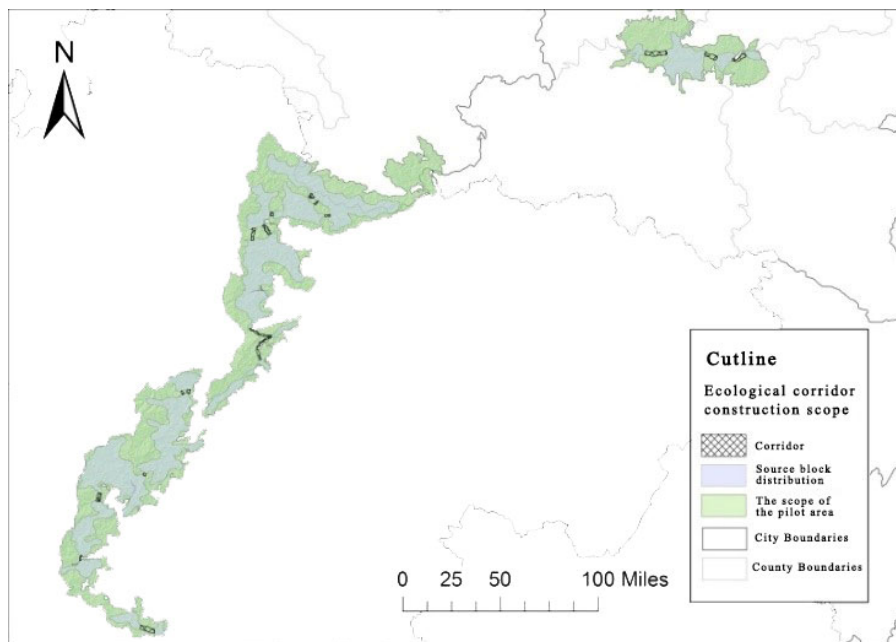 N
Cutline
Ecological corridor
construction scope
Corridor
Source block
distribution
The scope of
the pilot area
City Boundaries
County Boundaries
0 25 50 100 Miles